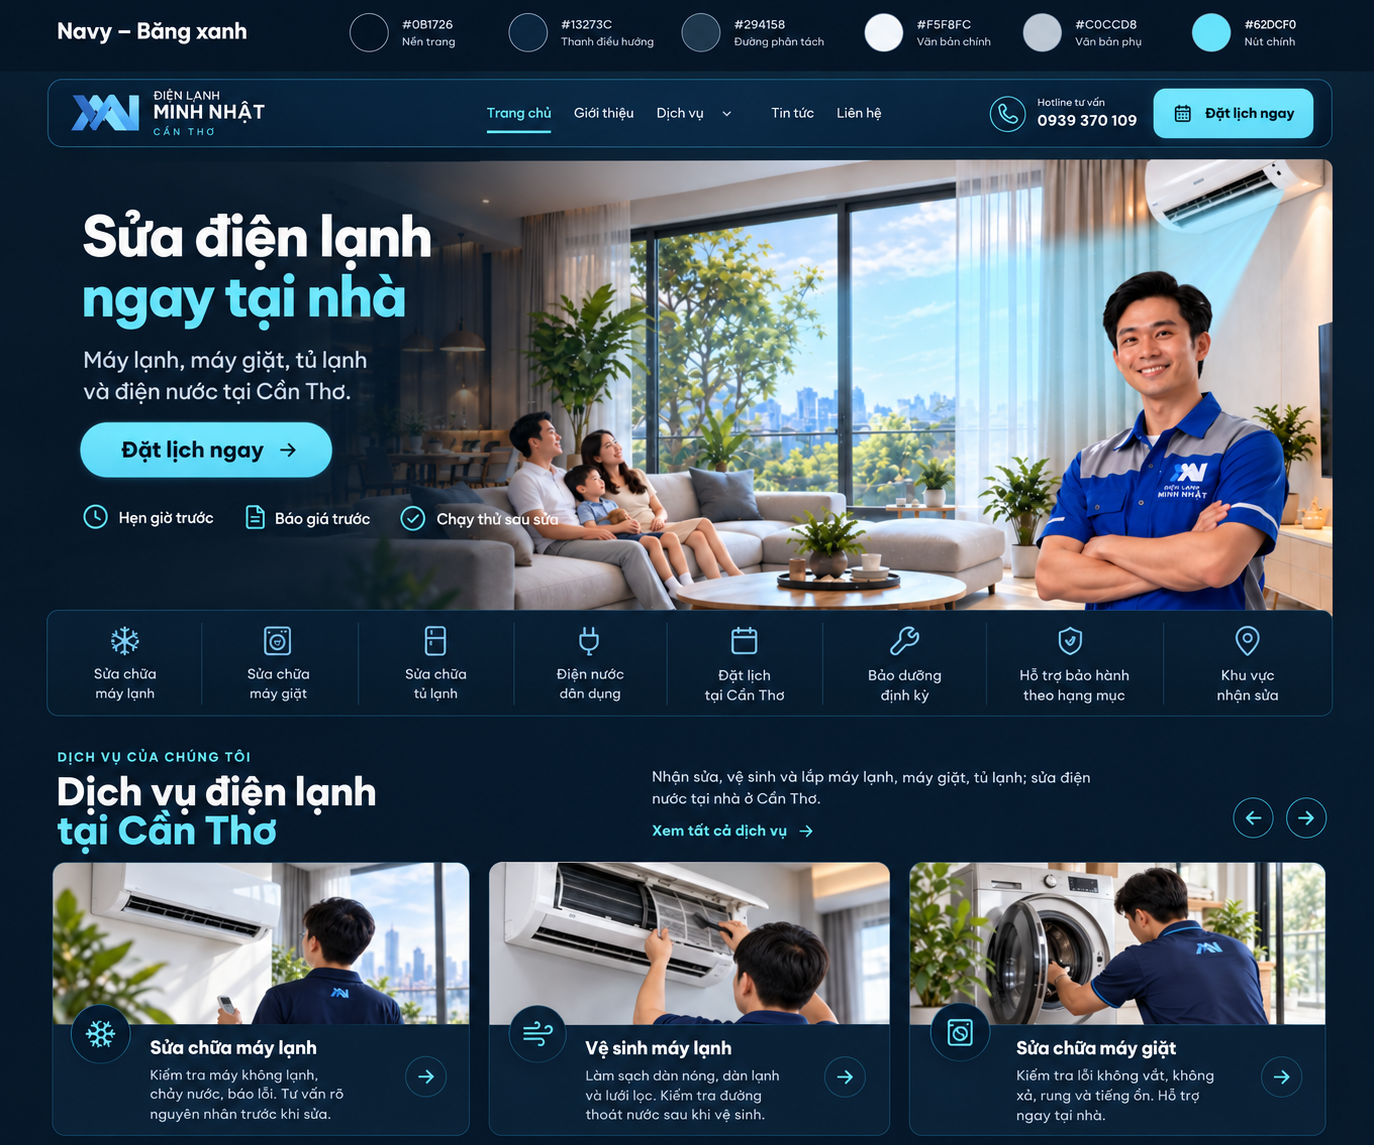 Navy – Băng xanh
#0B1726
Nền trang
#13273C
Thanh điều hướng
#294158
Đường phân tách
#F5F8FC
Văn bản chính
#C0CCD8
Văn bản phụ
#62DCF0
Nút chính
ĐIỆN LẠNH
MINH NHẬT
CẦN THƠ
Trang chủ
Giới thiệu
Dịch vụ
Tin tức
Liên hệ
Hotline tư vấn
0939 370 109
Đặt lịch ngay
Sửa điện lạnh
ngay tại nhà
Máy lạnh, máy giặt, tủ lạnh
và điện nước tại Cần Thơ.
Đặt lịch ngay
Hẹn giờ trước
Báo giá trước
Chạy thử sau sửa
ĐIỆN LẠNH
MINH NHẬT
Sửa chữa
máy lạnh
Sửa chữa
máy giặt
Sửa chữa
tủ lạnh
Điện nước
dân dụng
Đặt lịch
tại Cần Thơ
Bảo dưỡng
định kỳ
Hỗ trợ bảo hành
theo hạng mục
Khu vực
nhận sửa
DỊCH VỤ CỦA CHÚNG TÔI
Dịch vụ điện lạnh
tại Cần Thơ
Nhận sửa, vệ sinh và lắp máy lạnh, máy giặt, tủ lạnh; sửa điện
nước tại nhà ở Cần Thơ.
Xem tất cả dịch vụ
Sửa chữa máy lạnh
Kiểm tra máy không lạnh,
chảy nước, báo lỗi. Tư vấn rõ
nguyên nhân trước khi sửa.
Vệ sinh máy lạnh
Làm sạch dàn nóng, dàn lạnh
và lưới lọc. Kiểm tra đường
thoát nước sau khi vệ sinh.
Sửa chữa máy giặt
Kiểm tra lỗi không vắt, không
xả, rung và tiếng ồn. Hỗ trợ
ngay tại nhà.